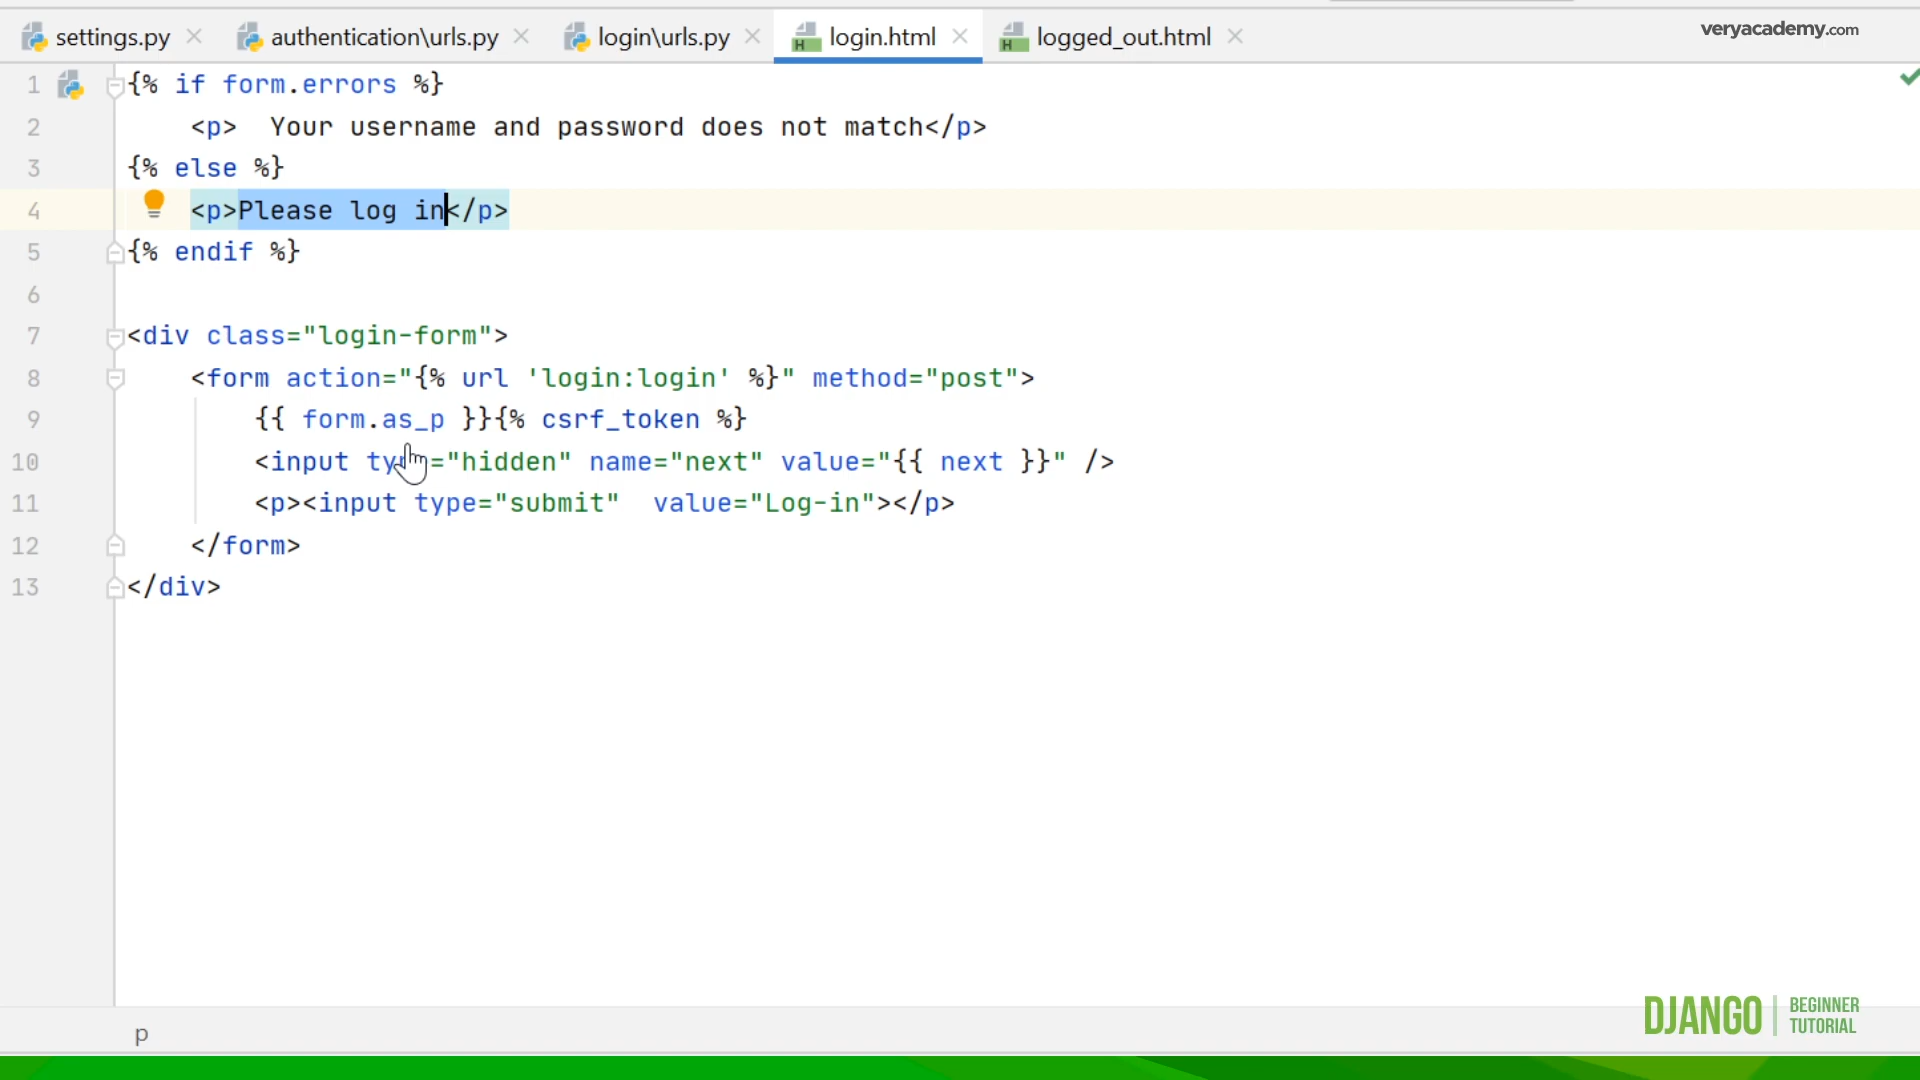 settings.py authentication\urls.py login\urls.py login.html logged_out.html veryacademy.com
1 {% if form.errors %}
2 <p>  Your username and password does not match</p>
3 {% else %}
4 <p>Please log in</p>
5 {% endif %}
6
7 <div class="login-form">
8 <form action="{% url 'login:login' %}" method="post">
9 {{ form.as_p }}{% csrf_token %}
10 <input type="hidden" name="next" value="{{ next }}" />
11 <p><input type="submit"  value="Log-in"></p>
12 </form>
13 </div>
p
DJANGO BEGINNER
TUTORIAL